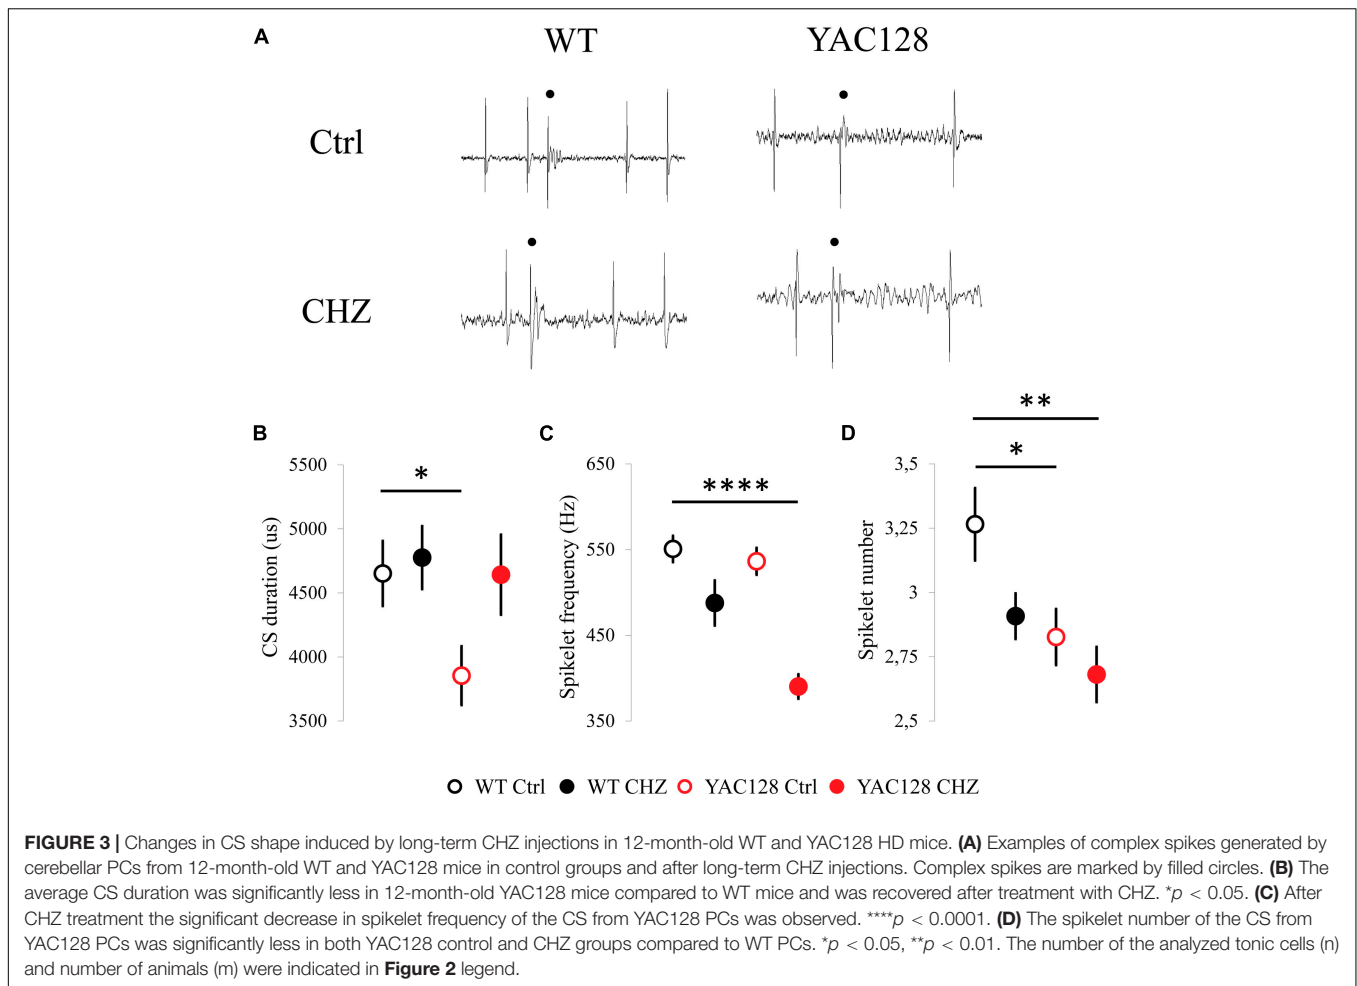 A
WT
YAC128
Ctrl
CHZ
B
*
5500
5000
4500
4000
3500
CS duration (us)
C
****
650
550
450
350
Spikelet frequency (Hz)
D
**
*
3,5
3,25
3
2,75
2,5
Spikelet number
WT Ctrl
WT CHZ
YAC128 Ctrl
YAC128 CHZ
FIGURE 3 | Changes in CS shape induced by long-term CHZ injections in 12-month-old WT and YAC128 HD mice. (A) Examples of complex spikes generated by
cerebellar PCs from 12-month-old WT and YAC128 mice in control groups and after long-term CHZ injections. Complex spikes are marked by filled circles. (B) The
average CS duration was significantly less in 12-month-old YAC128 mice compared to WT mice and was recovered after treatment with CHZ. *p < 0.05. (C) After
CHZ treatment the significant decrease in spikelet frequency of the CS from YAC128 PCs was observed. ****p < 0.0001. (D) The spikelet number of the CS from
YAC128 PCs was significantly less in both YAC128 control and CHZ groups compared to WT PCs. *p < 0.05, **p < 0.01. The number of the analyzed tonic cells (n)
and number of animals (m) were indicated in Figure 2 legend.